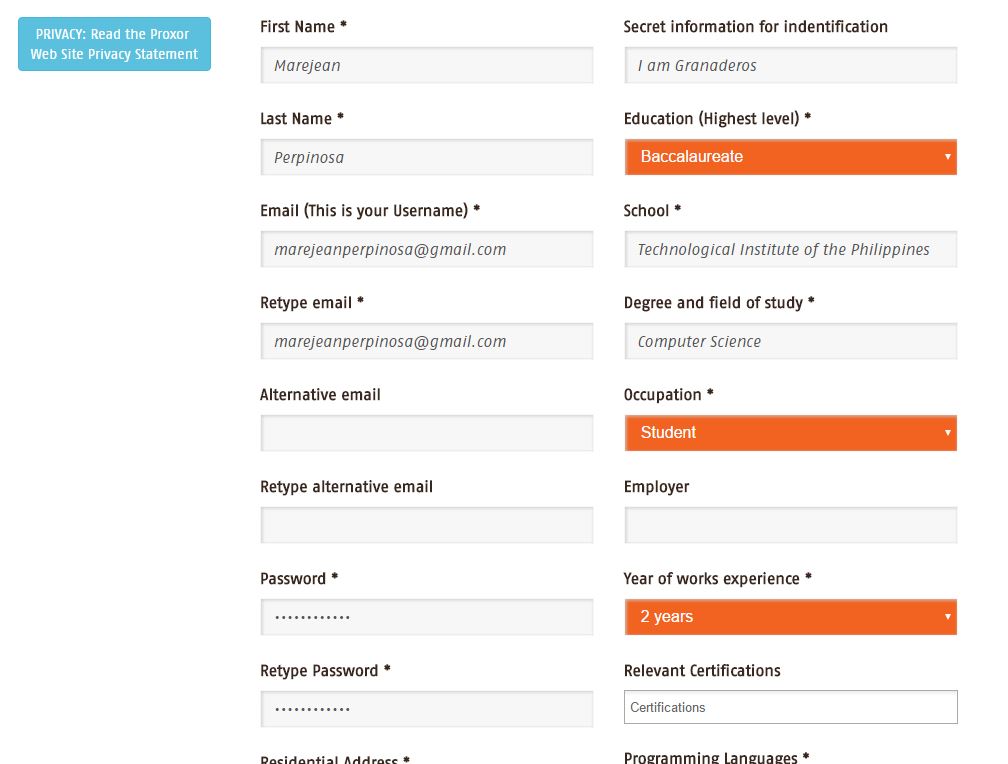 PRIVACY: Read the Proxor
Web Site Privacy Statement
First Name *
Marejean
Last Name *
Perpinosa
Email (This is your Username) *
marejeanperpinosa@gmail.com
Retype email *
marejeanperpinosa@gmail.com
Alternative email
Retype alternative email
Password *
••••••••••••
Retype Password *
••••••••••••
Residential Address *
Secret information for indentification
I am Granaderos
Education (Highest level) *
Baccalaureate
School *
Technological Institute of the Philippines
Degree and field of study *
Computer Science
Occupation *
Student
Employer
Year of works experience *
2 years
Relevant Certifications
Certifications
Programming Languages *